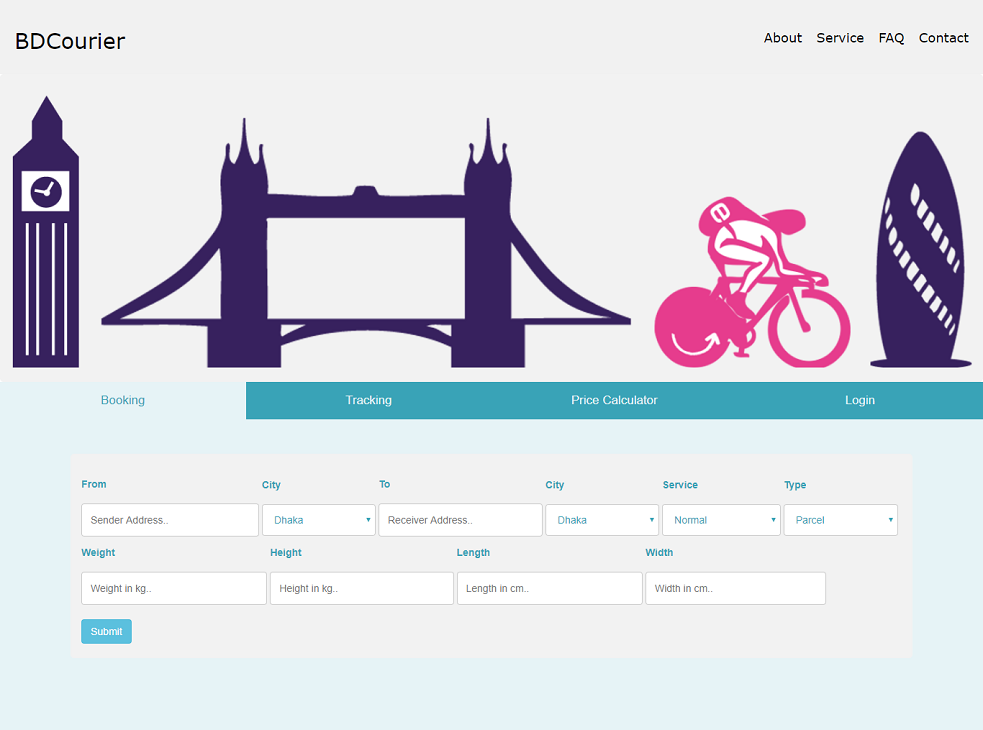 BDCourier
About Service FAQ Contact
Booking Tracking Price Calculator Login
From City To City Service Type
Sender Address.. Dhaka Receiver Address.. Dhaka Normal Parcel
Weight Height Length Width
Weight in kg.. Height in kg.. Length in cm.. Width in cm..
Submit